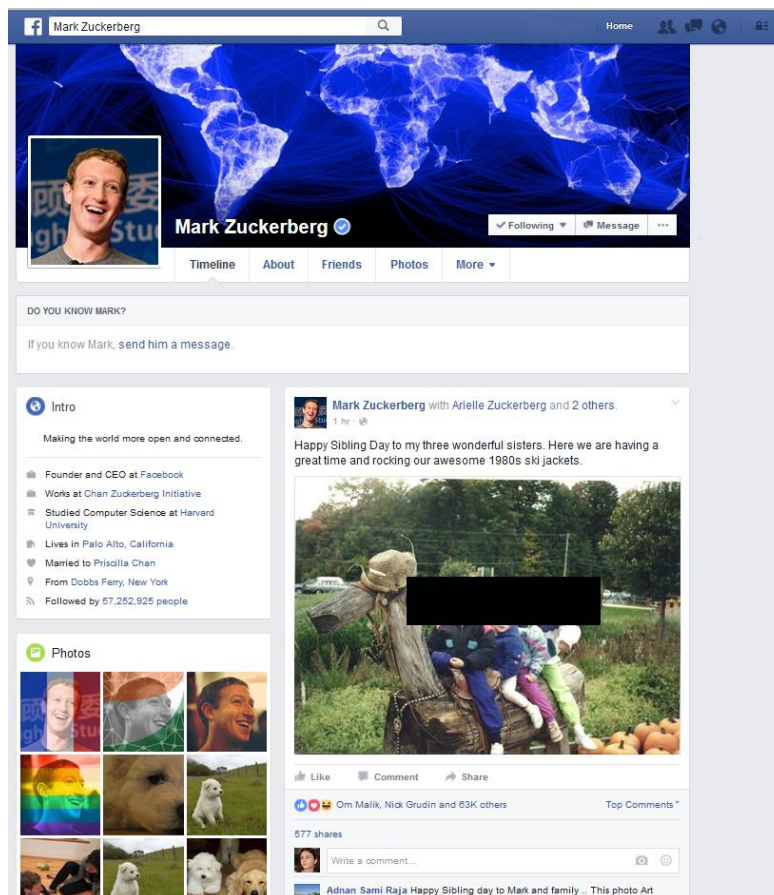 f
Mark Zuckerberg
Home
Mark Zuckerberg
Following
Message
Timeline
About
Friends
Photos
More
DO YOU KNOW MARK?
If you know Mark, send him a message.
Intro
Making the world more open and connected.
Founder and CEO at Facebook
Works at Chan Zuckerberg Initiative
Studied Computer Science at Harvard
University
Lives in Palo Alto, California
Married to Priscilla Chan
From Dobbs Ferry, New York
Followed by 57,252,925 people
Photos
Mark Zuckerberg with Arielle Zuckerberg and 2 others.
1 hr ·
Happy Sibling Day to my three wonderful sisters. Here we are having a
great time and rocking our awesome 1980s ski jackets.
Like
Comment
Share
Om Malik, Nick Grudin and 63K others
Top Comments
577 shares
Write a comment...
Adnan Sami Raja Happy Sibling day to Mark and family .. This photo Art